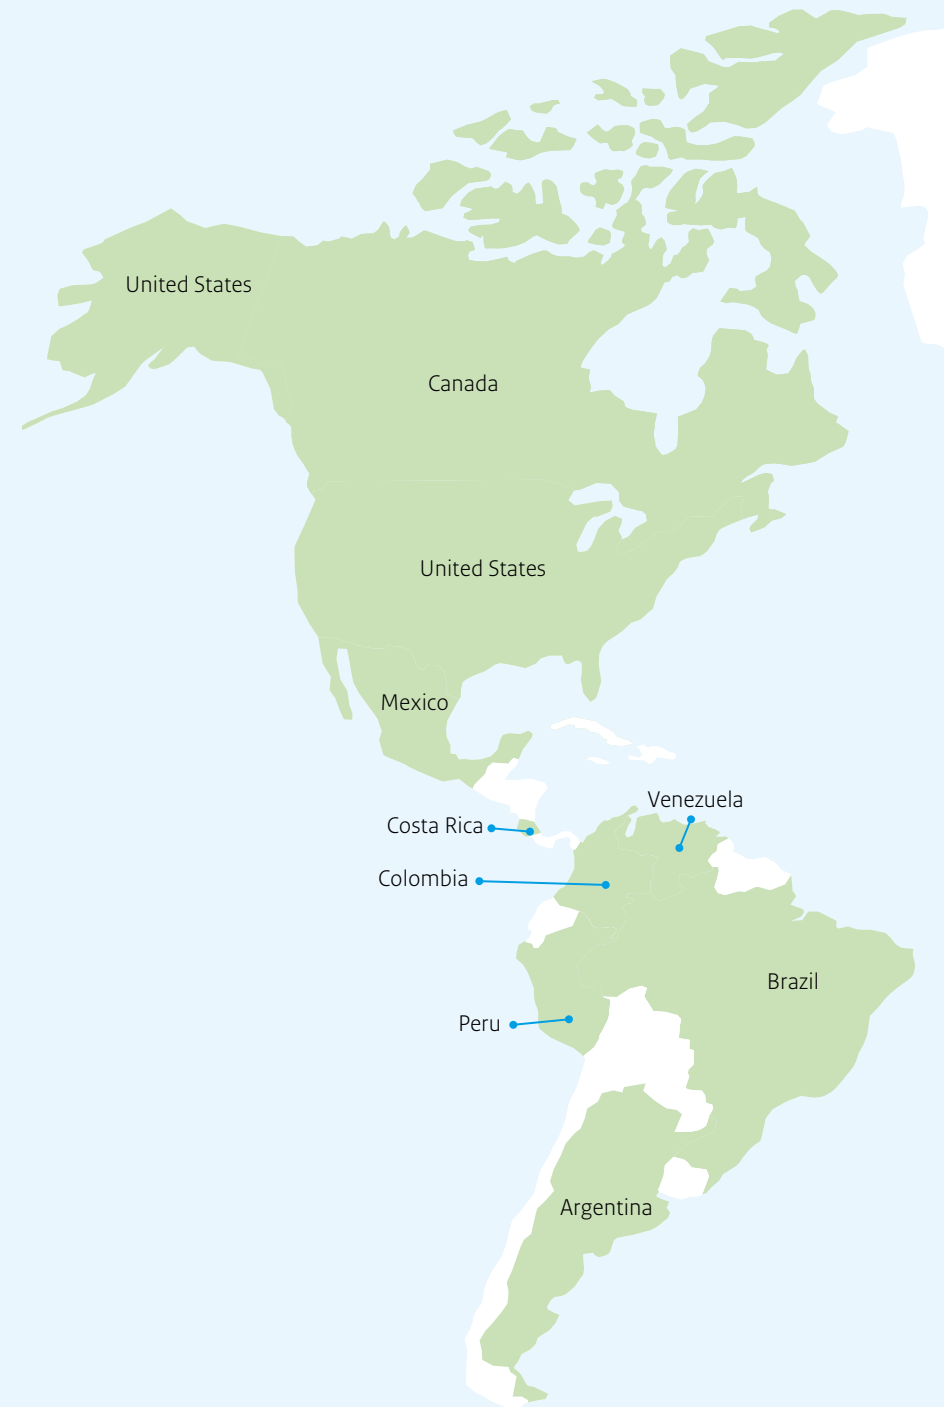 United States
Canada
United States
Mexico
Venezuela
Costa Rica
Colombia
Brazil
Peru
Argentina